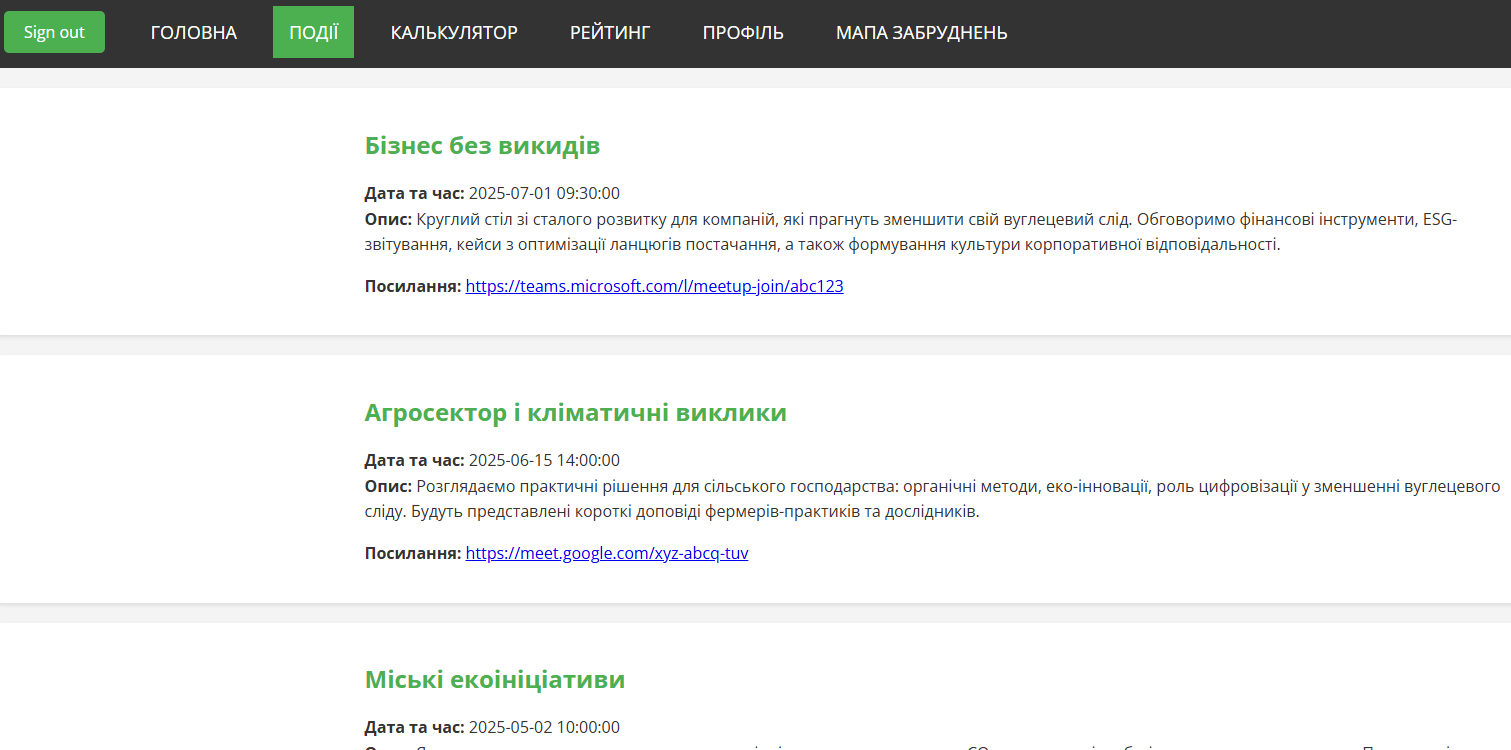 Sign out ГОЛОВНА ПОДІЇ КАЛЬКУЛЯТОР РЕЙТИНГ ПРОФІЛЬ МАПА ЗАБРУДНЕНЬ
Бізнес без викидів
Дата та час: 2025-07-01 09:30:00
Опис: Круглий стіл зі сталого розвитку для компаній, які прагнуть зменшити свій вуглецевий слід. Обговоримо фінансові інструменти, ESG-
звітування, кейси з оптимізації ланцюгів постачання, а також формування культури корпоративної відповідальності.
Посилання: https://teams.microsoft.com/l/meetup-join/abc123
Агросектор і кліматичні виклики
Дата та час: 2025-06-15 14:00:00
Опис: Розглядаємо практичні рішення для сільського господарства: органічні методи, еко-інновації, роль цифровізації у зменшенні вуглецевого
сліду. Будуть представлені короткі доповіді фермерів-практиків та дослідників.
Посилання: https://meet.google.com/xyz-abcq-tuv
Міські екоініціативи
Дата та час: 2025-05-02 10:00:00